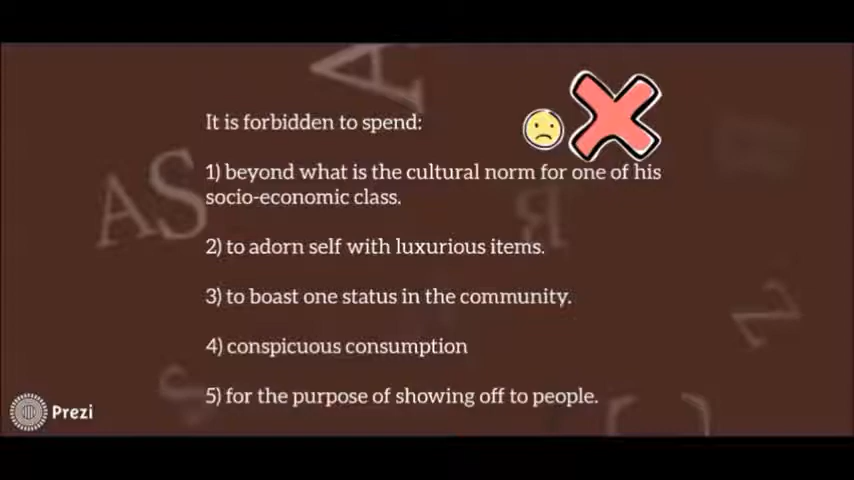 It is forbidden to spend:
1) beyond what is the cultural norm for one of his
socio-economic class.
2) to adorn self with luxurious items.
3) to boast one status in the community.
4) conspicuous consumption
5) for the purpose of showing off to people.
Prezi
AS
A
S